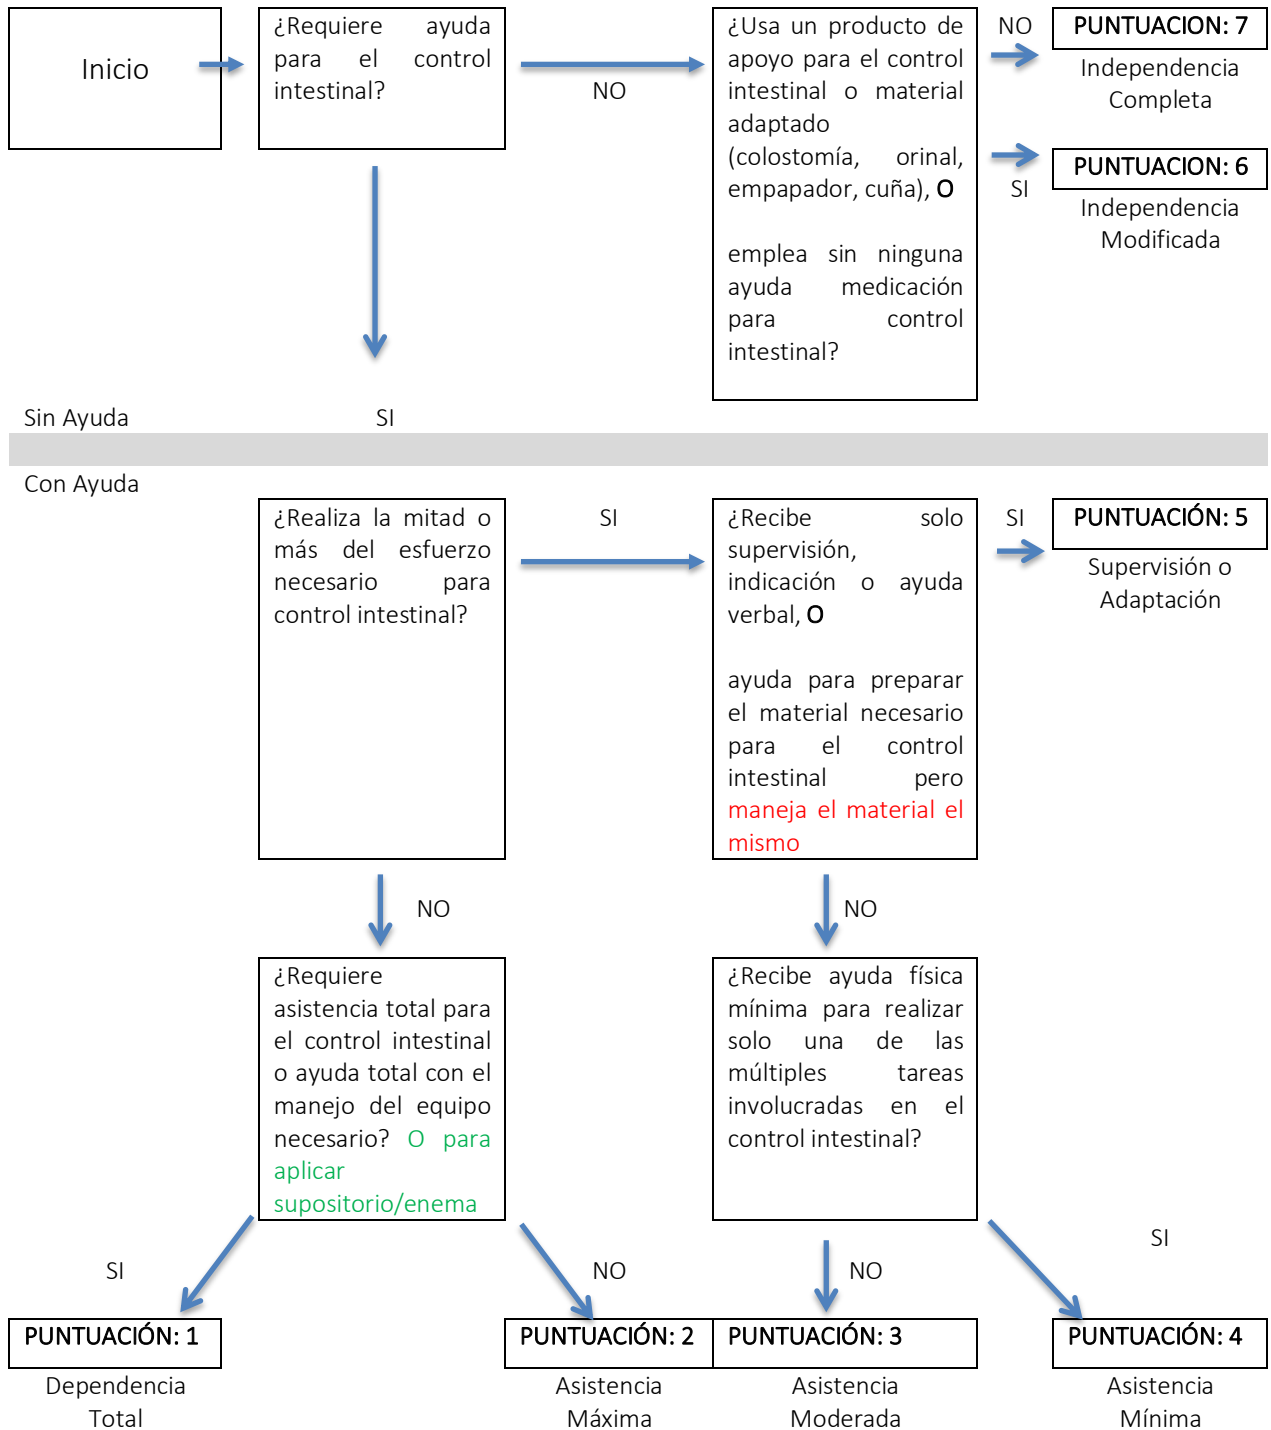 Inicio
¿Requiere ayuda
para el control
intestinal?
NO
¿Usa un producto de
apoyo para el control
intestinal o material
adaptado
(colostomía, orinal,
empapador, cuña), O
emplea sin ninguna
ayuda medicación
para control
intestinal?
NO
PUNTUACION: 7
Independencia
Completa
SI
PUNTUACION: 6
Independencia
Modificada
Sin Ayuda
SI
Con Ayuda
¿Realiza la mitad o
más del esfuerzo
necesario para
control intestinal?
SI
¿Recibe solo
supervisión,
indicación o ayuda
verbal, O
ayuda para preparar
el material necesario
para el control
intestinal pero
maneja el material el
mismo
SI
PUNTUACIÓN: 5
Supervisión o
Adaptación
NO
NO
¿Requiere
asistencia total para
el control intestinal
o ayuda total con el
manejo del equipo
necesario? O para
aplicar
supositorio/enema
¿Recibe ayuda física
mínima para realizar
solo una de las
múltiples tareas
involucradas en el
control intestinal?
SI
NO
NO
SI
PUNTUACIÓN: 1
Dependencia
Total
PUNTUACIÓN: 2
Asistencia
Máxima
PUNTUACIÓN: 3
Asistencia
Moderada
PUNTUACIÓN: 4
Asistencia
Mínima